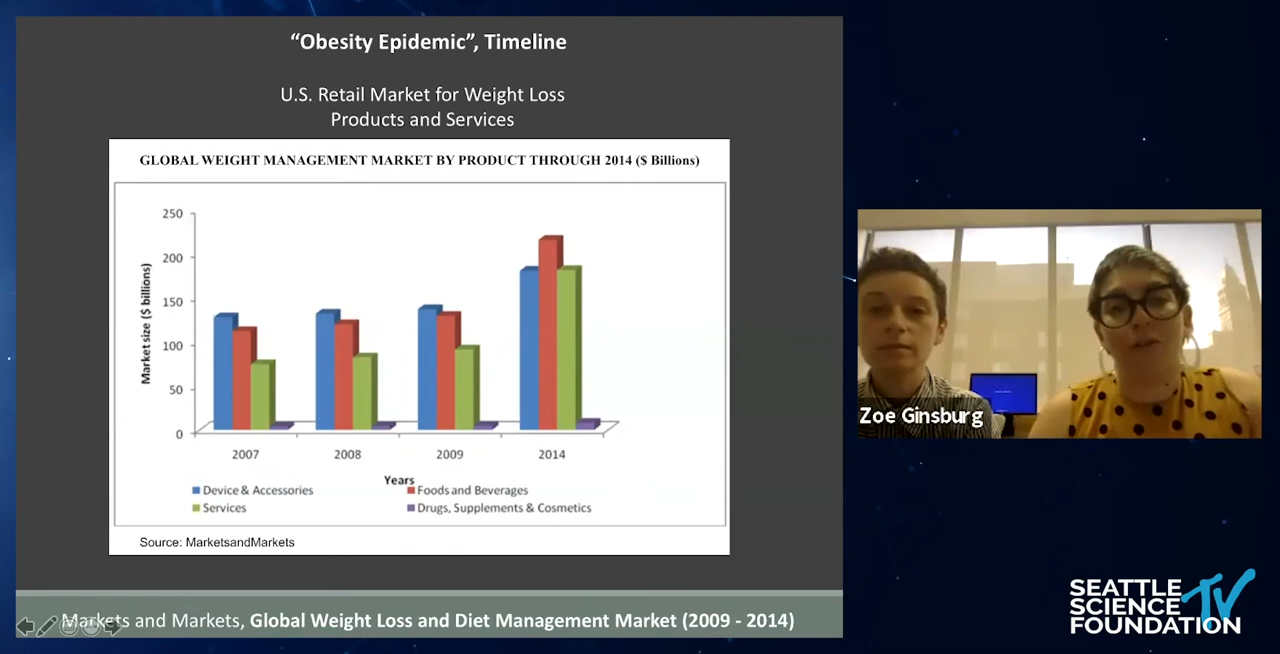 “Obesity Epidemic”, Timeline
U.S. Retail Market for Weight Loss
Products and Services
GLOBAL WEIGHT MANAGEMENT MARKET BY PRODUCT THROUGH 2014 ($ Billions)
Market size ($ billions)
250
200
150
100
50
0
2007 2008 2009 2014
Years
Device & Accessories Foods and Beverages
Services Drugs, Supplements & Cosmetics
Source: MarketsandMarkets
Markets and Markets, Global Weight Loss and Diet Management Market (2009 - 2014)
Zoe Ginsburg
SEATTLE
SCIENCE TV
FOUNDATION